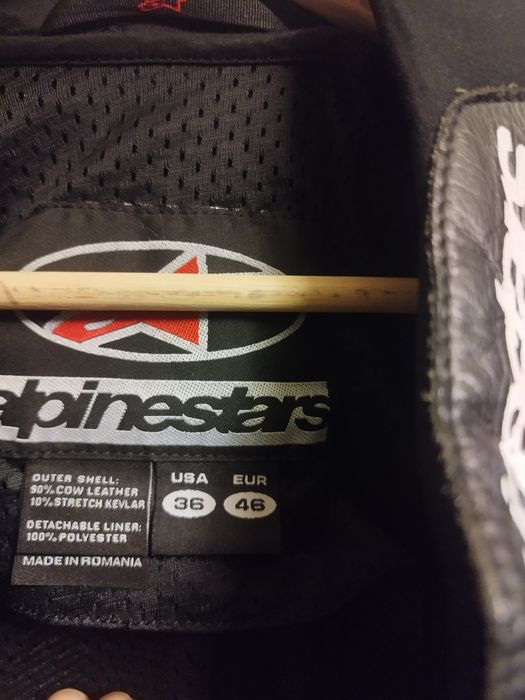 alpinestars
OUTER SHELL:
90% COW LEATHER
10% STRETCH KEVLAR
DETACHABLE LINER:
100% POLYESTER
MADE IN ROMANIA
USA EUR
36 46